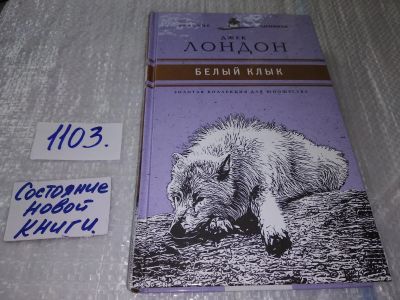 ДЖЕК
ЛОНДОН
БЕЛЫЙ КЛЫК
ЗОЛОТАЯ КОЛЛЕКЦИЯ ДЛЯ ЮНОШЕСТВА
1103.
Состояние
новой
книги.